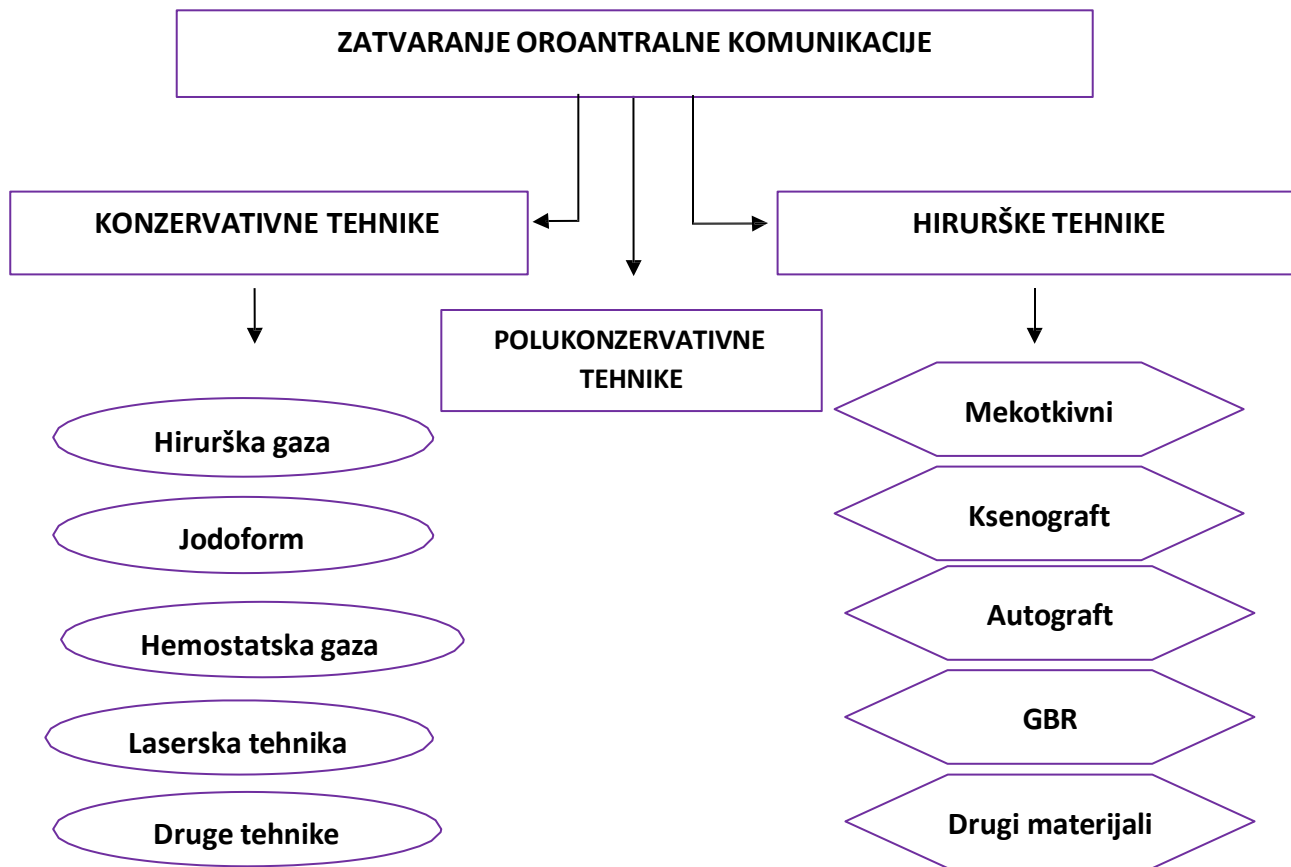 ZATVARANJE OROANTRALNE KOMUNIKACIJE
KONZERVATIVNE TEHNIKE
HIRURŠKE TEHNIKE
POLUKONZERVATIVNE
TEHNIKE
Hirurška gaza
Jodoform
Hemostatska gaza
Laserska tehnika
Druge tehnike
Mekotkivni
Ksenograft
Autograft
GBR
Drugi materijali